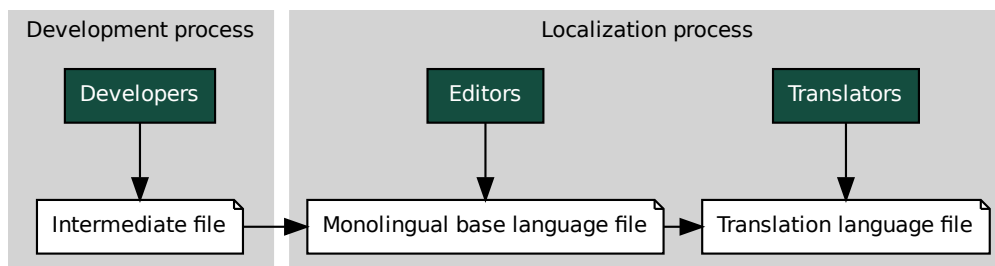 Development process
Localization process
Developers
Editors
Translators
Intermediate file
Monolingual base language file
Translation language file